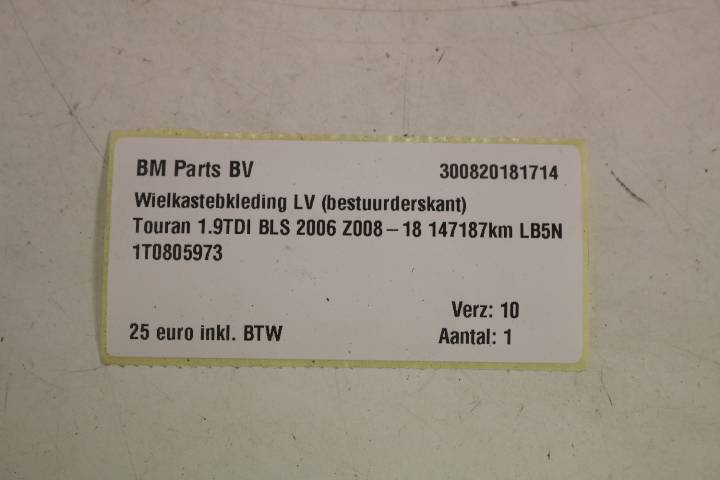 BM Parts BV 300820181714
Wielkastebkleding LV (bestuurderskant)
Touran 1.9TDI BLS 2006 Z008-18 147187km LB5N
1T0805973
Verz: 10
25 euro inkl. BTW Aantal: 1